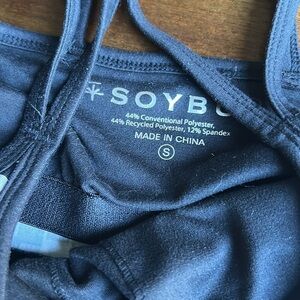 SOYBU
44% Conventional Polyester,
44% Recycled Polyester, 12% Spandex
MADE IN CHINA
S